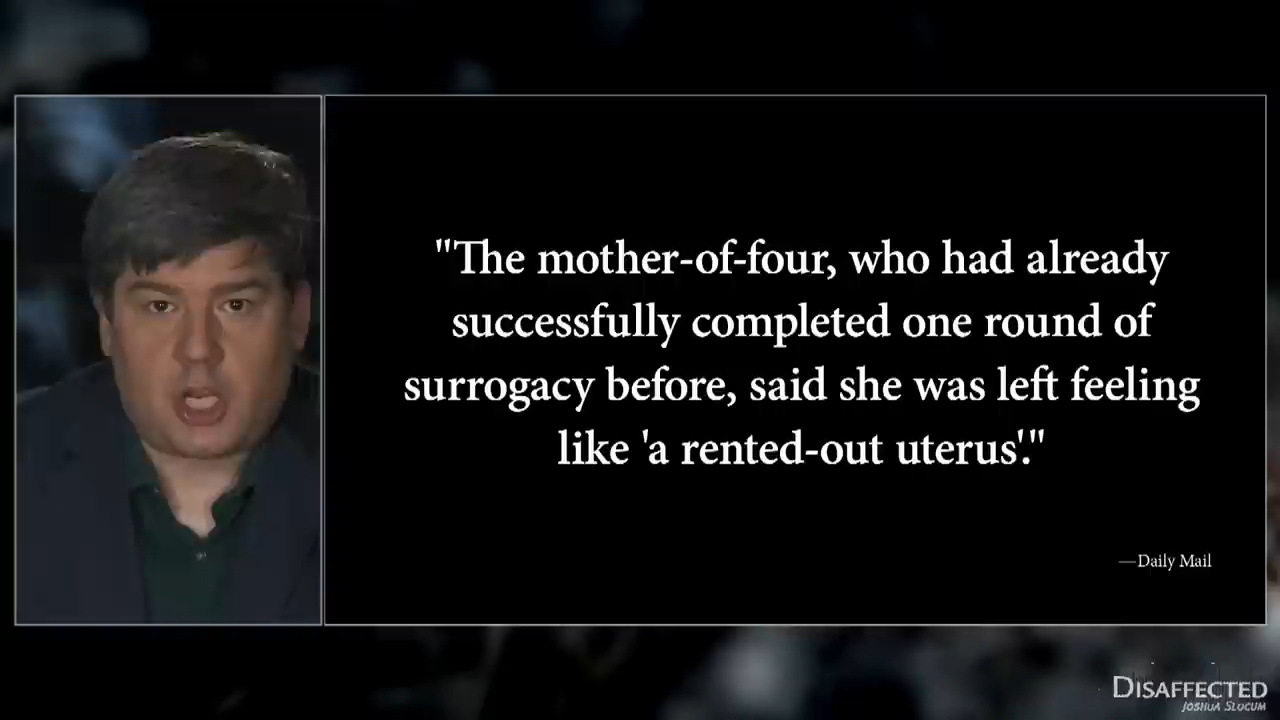 "The mother-of-four, who had already
successfully completed one round of
surrogacy before, said she was left feeling
like 'a rented-out uterus'."
—Daily Mail
DISAFFECTED
JOSHUA SLOCUM